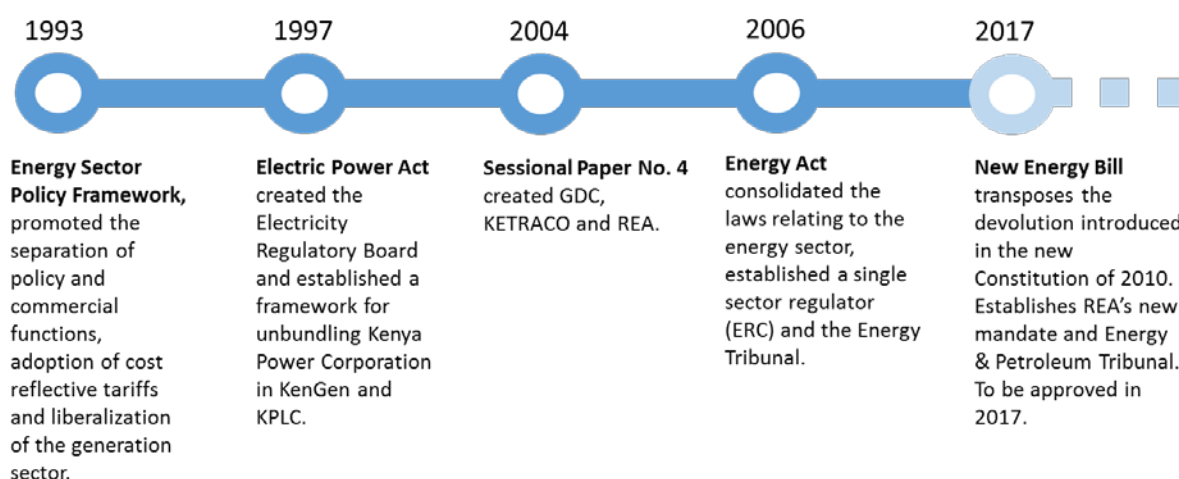 1993
Energy Sector
Policy Framework,
promoted the
separation of
policy and
commercial
functions,
adoption of cost
reflective tariffs
and liberalization
of the generation
sector.
1997
Electric Power Act
created the
Electricity
Regulatory Board
and established a
framework for
unbundling Kenya
Power Corporation
in KenGen and
KPLC.
2004
Sessional Paper No. 4
created GDC,
KETRACO and REA.
2006
Energy Act
consolidated the
laws relating to the
energy sector,
established a single
sector regulator
(ERC) and the Energy
Tribunal.
2017
New Energy Bill
transposes the
devolution introduced
in the new
Constitution of 2010.
Establishes REA's new
mandate and Energy
& Petroleum Tribunal.
To be approved in
2017.